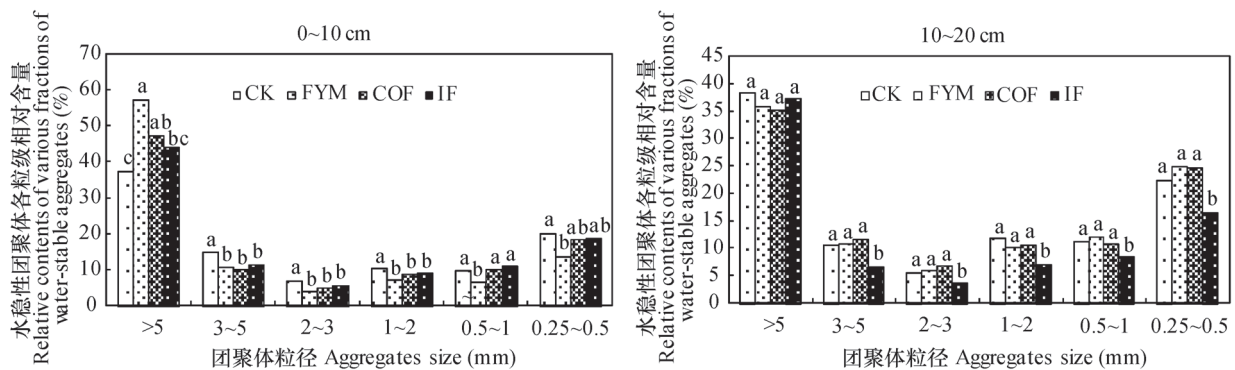 0~10 cm
水稳性团聚体各粒级相对含量
Relative contents of various fractions of
water-stable aggregates (%)
70
60
50
40
30
20
10
0
CK FYM COF IF
c a ab bc
a b b b
a b b b
a b b b
a b a a
a b ab ab
>5 3~5 2~3 1~2 0.5~1 0.25~0.5
团聚体粒径 Aggregates size (mm)
10~20 cm
水稳性团聚体各粒级相对含量
Relative contents of various fractions of
water-stable aggregates (%)
45
40
35
30
25
20
15
10
5
0
CK FYM COF IF
a a a a
a a a b
a a a b
a a a b
a a a b
a a a b
>5 3~5 2~3 1~2 0.5~1 0.25~0.5
团聚体粒径 Aggregates size (mm)